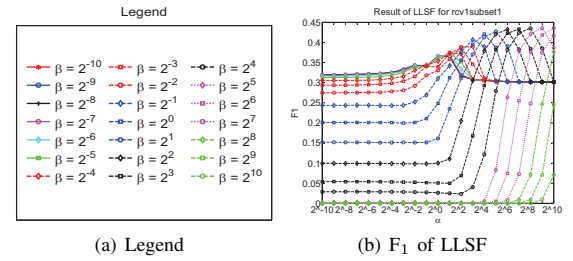 Legend
β = 2^-10
β = 2^-9
β = 2^-8
β = 2^-7
β = 2^-6
β = 2^-5
β = 2^-4
β = 2^-3
β = 2^-2
β = 2^-1
β = 2^0
β = 2^1
β = 2^2
β = 2^3
β = 2^4
β = 2^5
β = 2^6
β = 2^7
β = 2^8
β = 2^9
β = 2^10
(a) Legend
Result of LLSF for rcv1subset1
F1
0.45
0.4
0.35
0.30
0.25
0.20
0.15
0.1
0.05
0
2^-10 2^-8 2^-6 2^-4 2^-2 2^0 2^2 2^4 2^6 2^8 2^10
α
(b) F₁ of LLSF